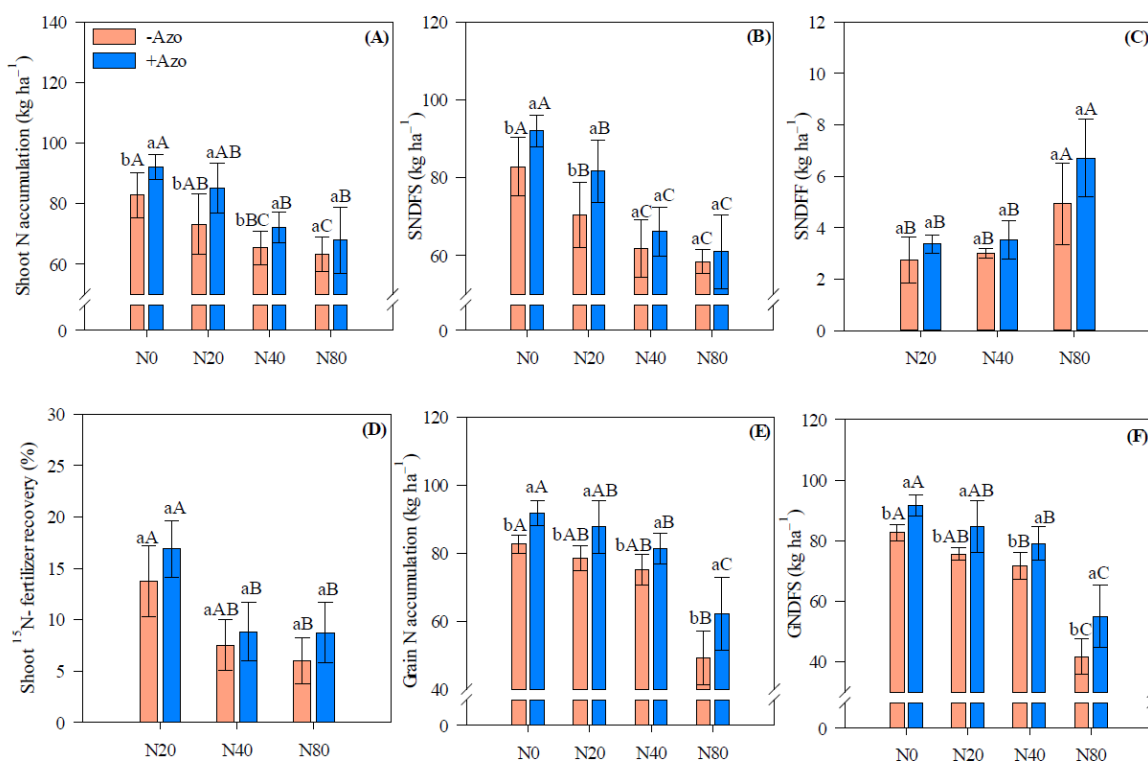 -Azo
+Azo
(A)
Shoot N accumulation (kg ha⁻¹)
140
120
100
80
60
0
bA
aA
bAB
aAB
bBC
aB
aC
aB
N0
N20
N40
N80
(B)
SNDFS (kg ha⁻¹)
120
100
80
60
0
bA
aA
bB
aB
aC
aC
aC
aC
N0
N20
N40
N80
(C)
SNDFF (kg ha⁻¹)
12
10
8
6
4
2
0
aB
aB
aB
aB
aA
aA
N20
N40
N80
(D)
Shoot ¹⁵N- fertilizer recovery (%)
30
25
20
15
10
5
0
aA
aA
aAB
aB
aB
aB
N20
N40
N80
(E)
Grain N accumulation (kg ha⁻¹)
120
100
80
60
40
0
bA
aA
bAB
aAB
bAB
aB
bB
aC
N0
N20
N40
N80
(F)
GNDFS (kg ha⁻¹)
120
100
80
60
40
0
bA
aA
bAB
aAB
bB
aB
bC
aC
N0
N20
N40
N80